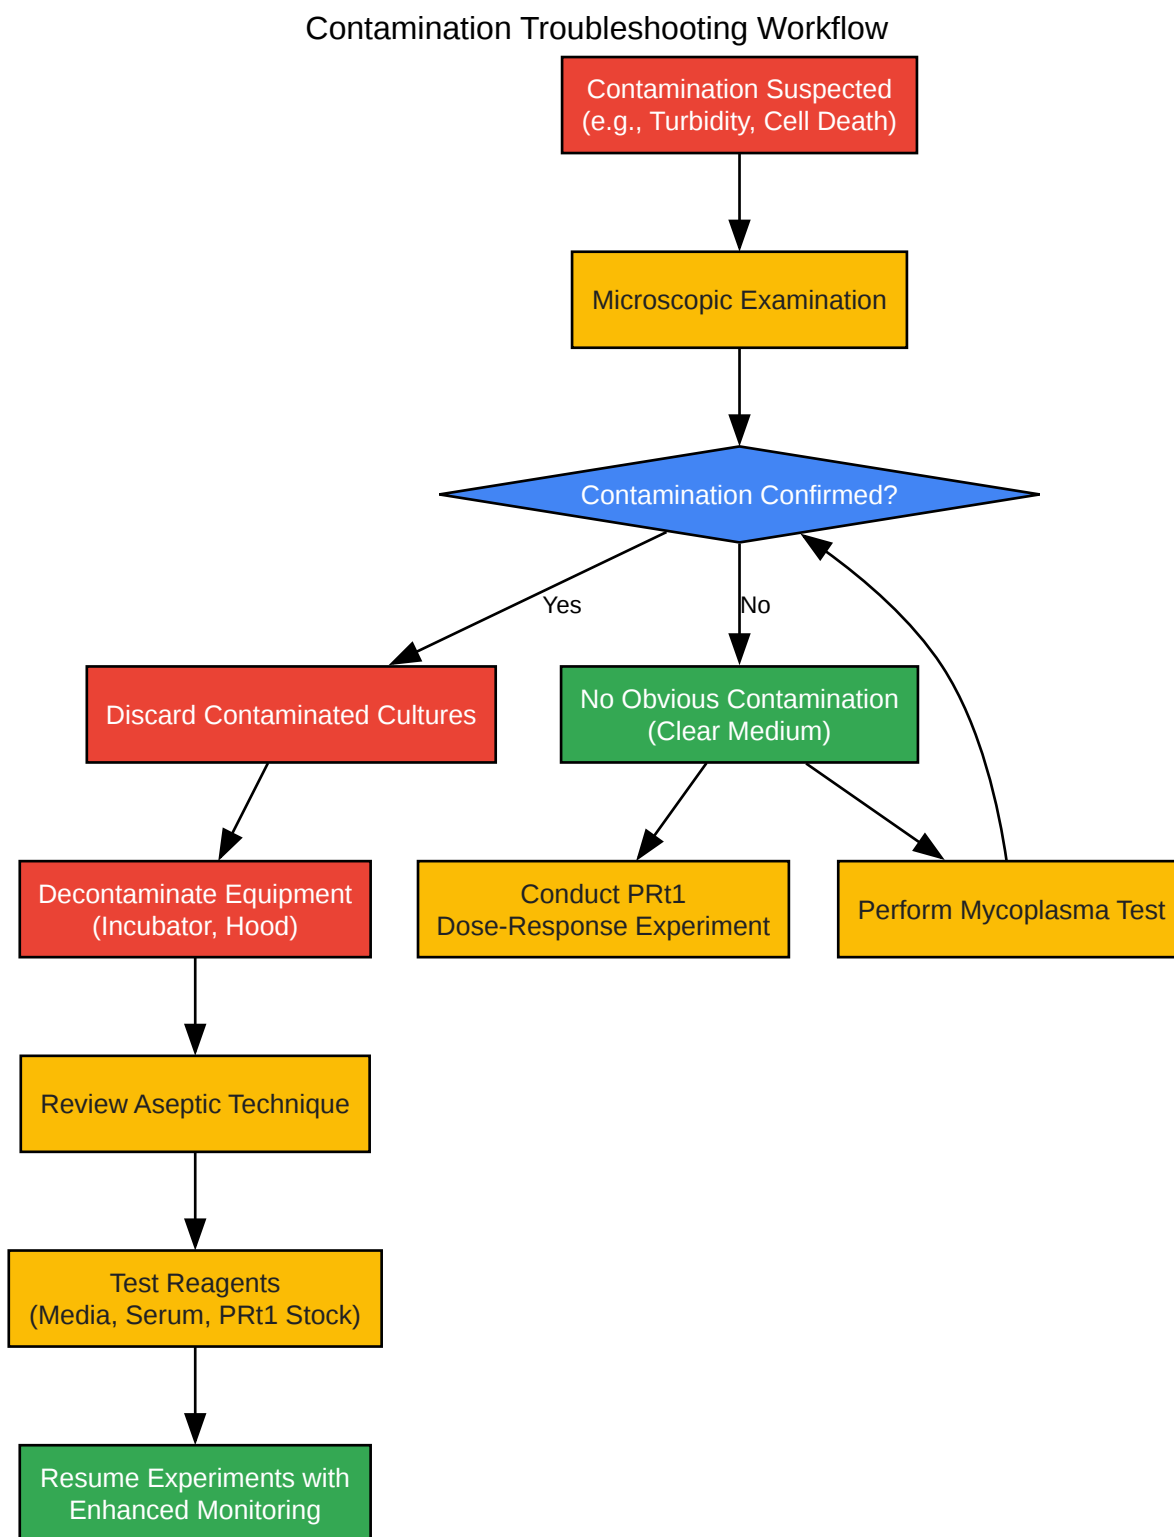 Contamination Troubleshooting Workflow
Contamination Suspected
(e.g., Turbidity, Cell Death)
Microscopic Examination
Contamination Confirmed?
Yes
No
Discard Contaminated Cultures
No Obvious Contamination
(Clear Medium)
Decontaminate Equipment
(Incubator, Hood)
Conduct PRt1
Dose-Response Experiment
Perform Mycoplasma Test
Review Aseptic Technique
Test Reagents
(Media, Serum, PRt1 Stock)
Resume Experiments with
Enhanced Monitoring